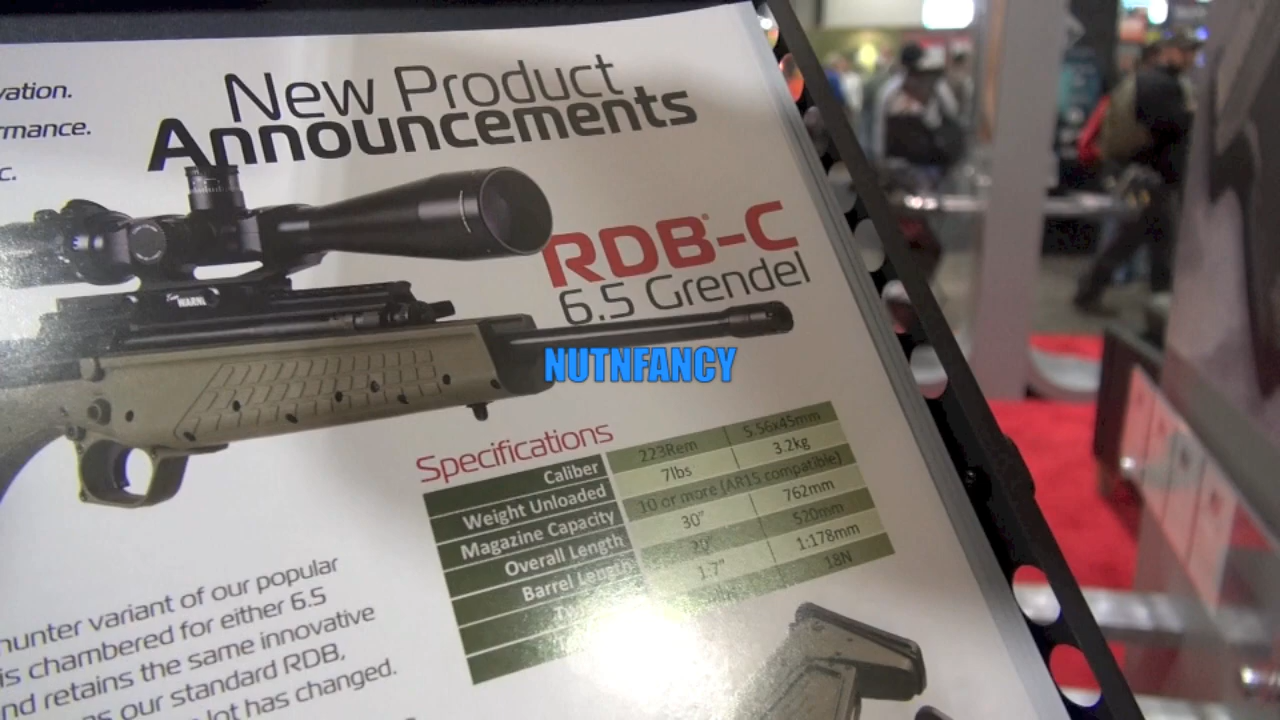 vation.
rmance.
c.
New Product
Announcements
RDB®-C
6.5 Grendel
WARN
NUTNFANCY
Specifications
Caliber 223Rem 5.56x45mm
Weight Unloaded 7lbs 3.2kg
Magazine Capacity 10 or more (AR15 compatible)
Overall Length 30" 762mm
Barrel Length 20" 520mm
1:7" 1:178mm
18N
hunter variant of our popular
is chambered for either 6.5
nd retains the same innovative
as our standard RDB,
lot has changed.